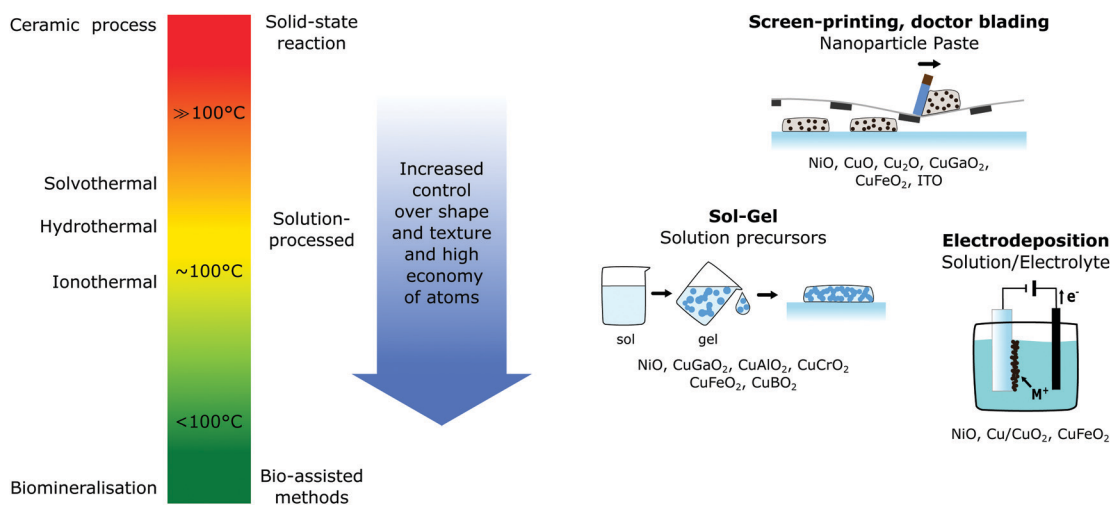 Ceramic process
Solid-state
reaction
≫100°C
Solvothermal
Hydrothermal
Solution-
processed
~100°C
Ionothermal
<100°C
Biomineralisation
Bio-assisted
methods
Increased
control
over shape
and texture
and high
economy
of atoms
Screen-printing, doctor blading
Nanoparticle Paste
NiO, CuO, Cu₂O, CuGaO₂,
CuFeO₂, ITO
Sol-Gel
Solution precursors
sol
gel
NiO, CuGaO₂, CuAlO₂, CuCrO₂
CuFeO₂, CuBO₂
Electrodeposition
Solution/Electrolyte
e⁻
M⁺
NiO, Cu/CuO₂, CuFeO₂